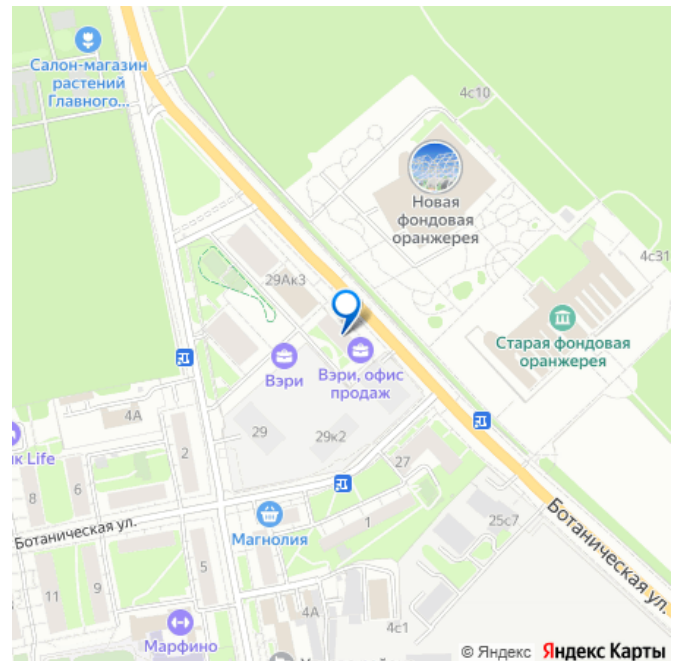 Салон-магазин
растений
Главного...
4с10
Новая
фондовая
оранжерея
4с31
29Ак3
Старая фондовая
оранжерея
Вэри
Вэри, офис
продаж
4А
29
29к2
к Life
2
27
8
6
Магнолия
1
25с7
Ботаническая ул.
Ботаническая ул.
5
9
11
4А
4с1
Марфино
© Яндекс Яндекс Карты